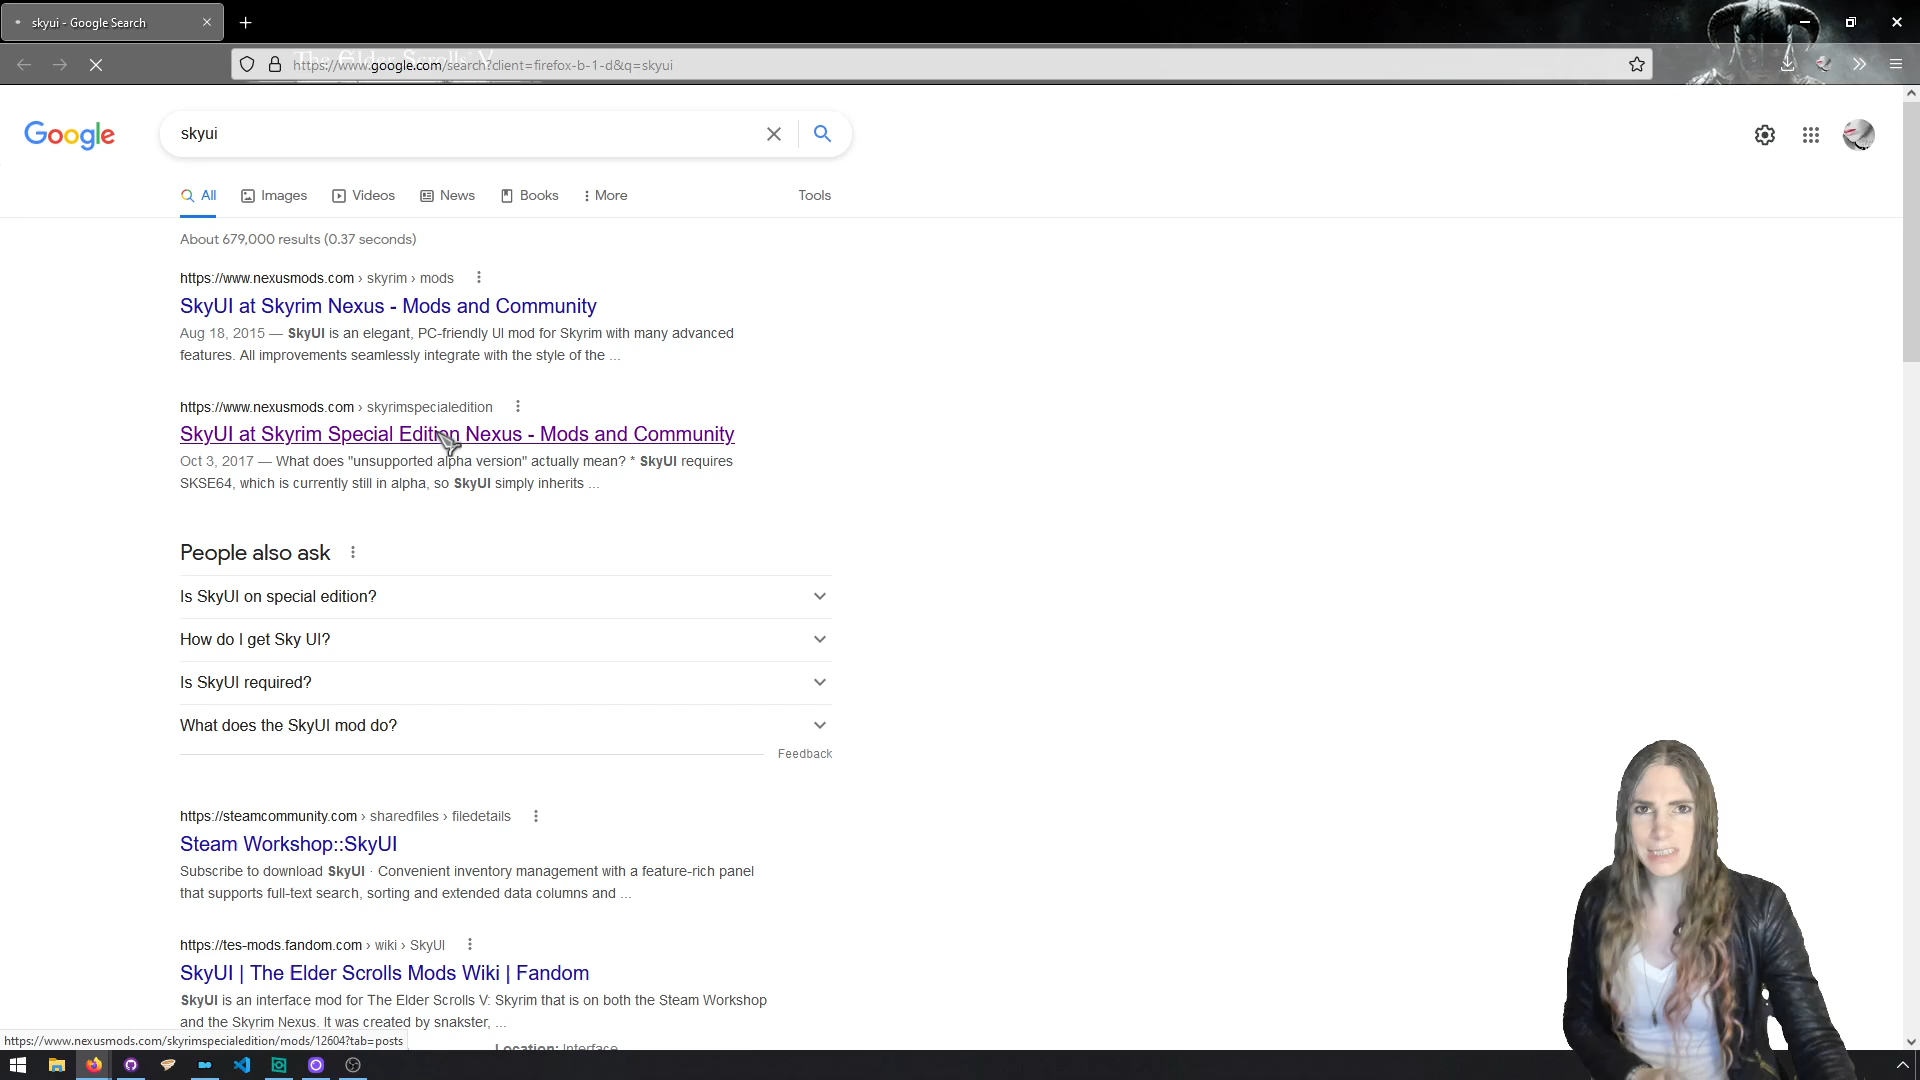 skyui - Google Search
The Elder Scrolls V
https://www.google.com/search?client=firefox-b-1-d&q=skyui
Google
skyui
All
Images
Videos
News
Books
More
Tools
About 679,000 results (0.37 seconds)
https://www.nexusmods.com › skyrim › mods
SkyUI at Skyrim Nexus - Mods and Community
Aug 18, 2015 — SkyUI is an elegant, PC-friendly UI mod for Skyrim with many advanced
features. All improvements seamlessly integrate with the style of the ...
https://www.nexusmods.com › skyrimspecialedition
SkyUI at Skyrim Special Edition Nexus - Mods and Community
Oct 3, 2017 — What does "unsupported alpha version" actually mean? * SkyUI requires
SKSE64, which is currently still in alpha, so SkyUI simply inherits ...
People also ask
Is SkyUI on special edition?
How do I get Sky UI?
Is SkyUI required?
What does the SkyUI mod do?
Feedback
https://steamcommunity.com › sharedfiles › filedetails
Steam Workshop::SkyUI
Subscribe to download SkyUI · Convenient inventory management with a feature-rich panel
that supports full-text search, sorting and extended data columns and ...
https://tes-mods.fandom.com › wiki › SkyUI
SkyUI | The Elder Scrolls Mods Wiki | Fandom
SkyUI is an interface mod for The Elder Scrolls V: Skyrim that is on both the Steam Workshop
and the Skyrim Nexus. It was created by snakster, ...
https://www.nexusmods.com/skyrimspecialedition/mods/12604?tab=posts
Location: Interface